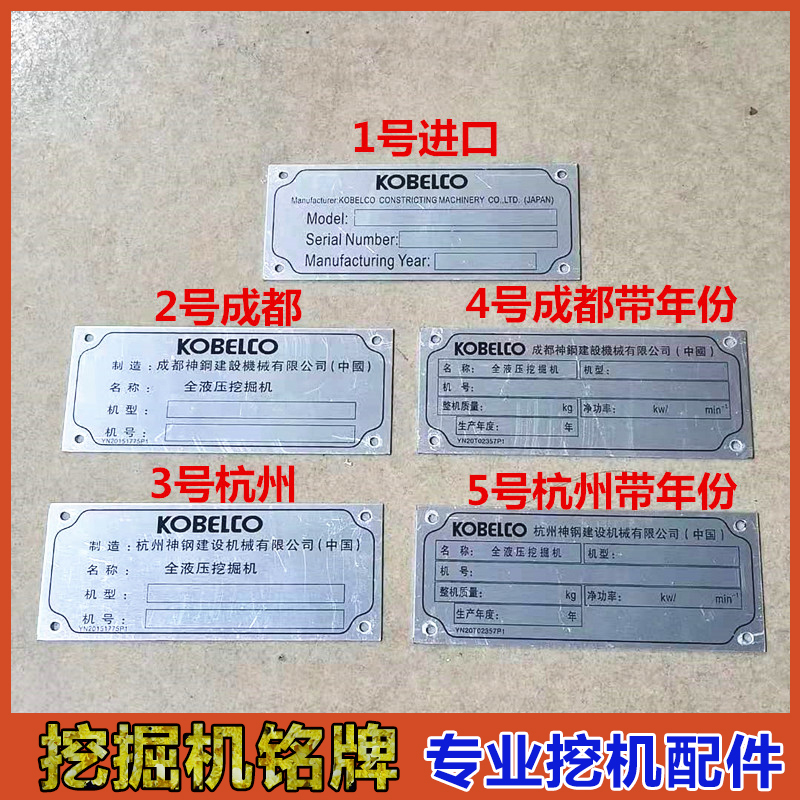 1号进口
KOBELCO
Manufacturer:KOBELCO CONSTRICTING MACHINERY CO.,LTD. (JAPAN)
Model:
Serial Number:
Manufacturing Year:
2号成都
KOBELCO
制造：成都神鋼建設機械有限公司(中國)
名称： 全液压挖掘机
机型：
机号：
YN20151775P1
4号成都带年份
KOBELCO 成都神鋼建設機械有限公司(中國)
名称： 全液压挖掘机 机型：
机号：
整机质量： kg 净功率： kw/ min⁻¹
生产年度： 年
YN20T02357P1
3号杭州
KOBELCO
制造：杭州神钢建设机械有限公司(中国)
名称： 全液压挖掘机
机型：
机号：
YN20151775P1
5号杭州带年份
KOBELCO 杭州神钢建设机械有限公司(中国)
名称： 全液压挖掘机 机型：
机号：
整机质量： kg 净功率： kw/ min⁻¹
生产年度： 年
YN20T02357P1
挖掘机铭牌 专业挖机配件